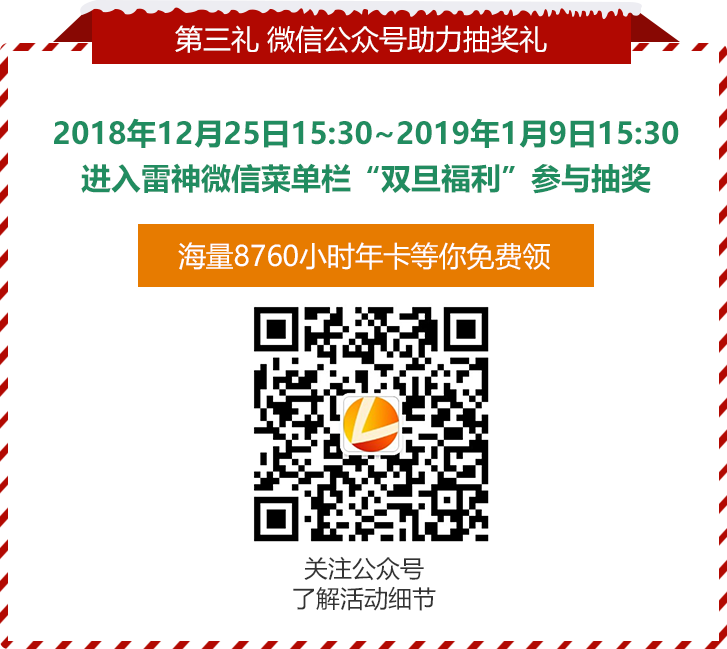 第三礼 微信公众号助力抽奖礼
2018年12月25日15:30~2019年1月9日15:30
进入雷神微信菜单栏“双旦福利”参与抽奖
海量8760小时年卡等你免费领
关注公众号
了解活动细节